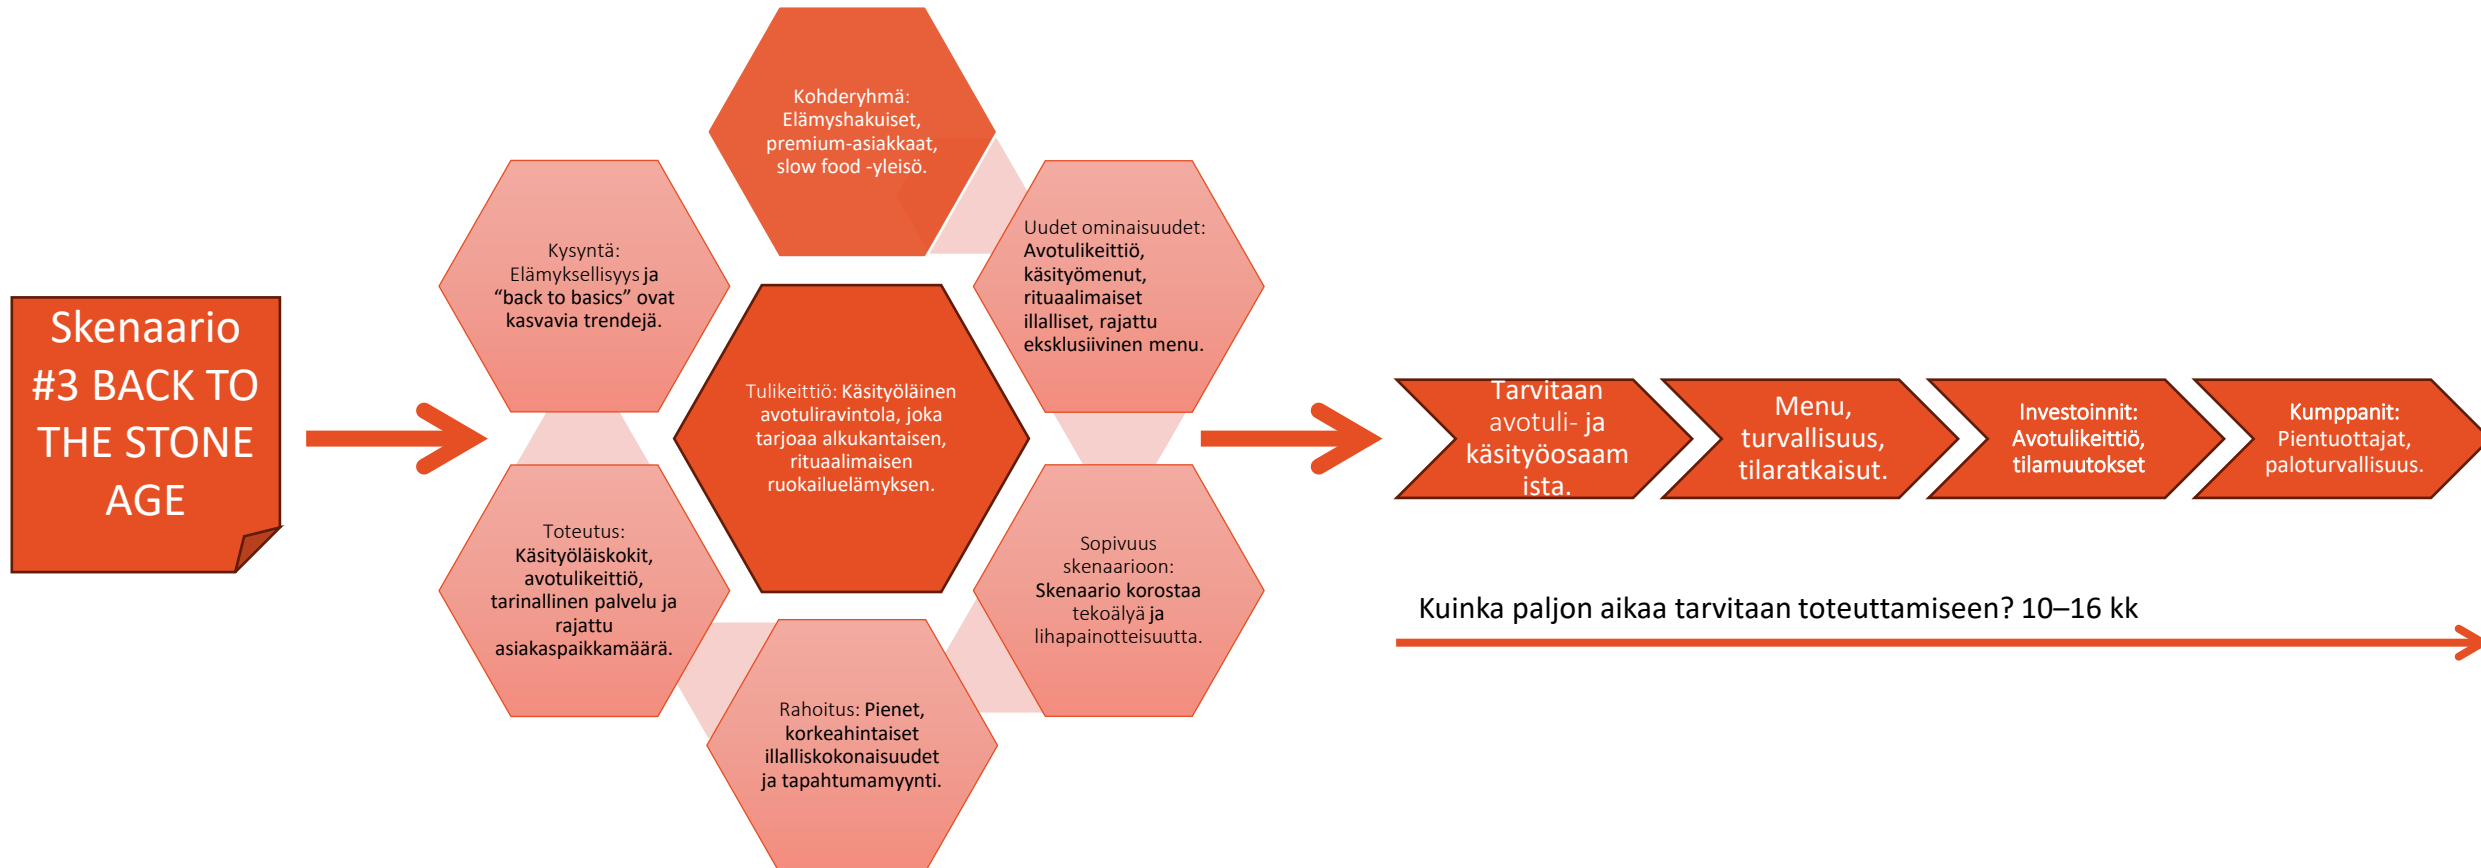 Skenaario
#3 BACK TO
THE STONE
AGE
Kohderyhmä:
Elämyshakuiset,
premium-asiakkaat,
slow food -yleisö.
Kysyntä:
Elämyksellisyys ja
“back to basics” ovat
kasvavia trendejä.
Uudet ominaisuudet:
Avotulikeittiö,
käsityömenut,
rituaalimaiset
illalliset, rajattu
eksklusiivinen menu.
Tulikeittiö: Käsityöläinen
avotuliravintola, joka
tarjoaa alkukantaisen,
rituaalimaisen
ruokailuelämyksen.
Toteutus:
Käsityöläiskokit,
avotulikeittiö,
tarinallinen palvelu ja
rajattu
asiakaspaikkamäärä.
Sopivuus
skenaarioon:
Skenaario korostaa
tekoälyä ja
lihapainotteisuutta.
Rahoitus: Pienet,
korkeahintaiset
illalliskokonaisuudet
ja tapahtumamyynti.
Tarvitaan
avotuli- ja
käsityöosaam
ista.
Menu,
turvallisuus,
tilaratkaisut.
Investoinnit:
Avotulikeittiö,
tilamuutokset
Kumppanit:
Pientuottajat,
paloturvallisuus.
Kuinka paljon aikaa tarvitaan toteuttamiseen? 10–16 kk